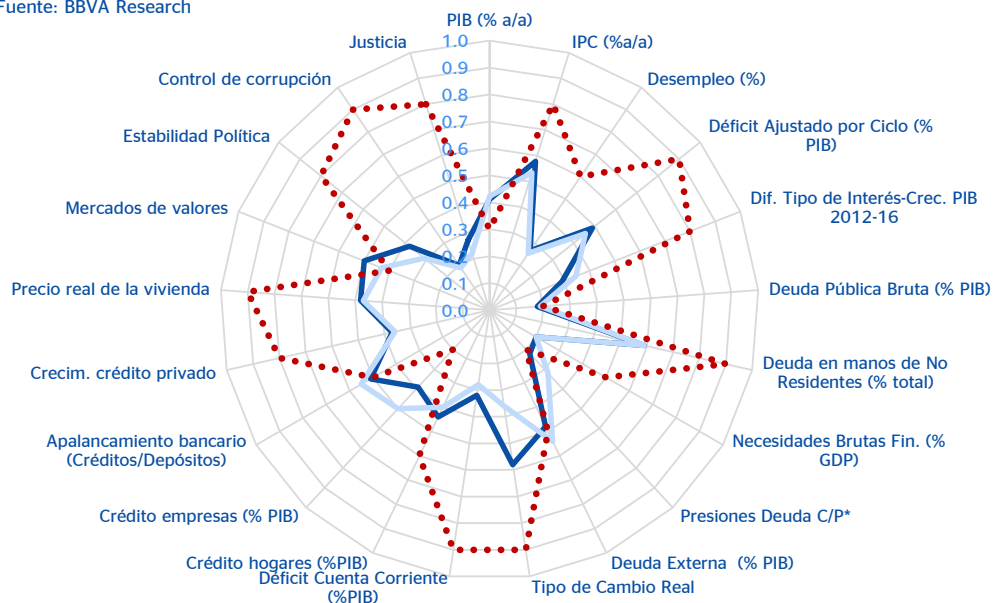 Fuente: BBVA Research
PIB (% a/a)
IPC (%a/a)
Desempleo (%)
Déficit Ajustado por Ciclo (%
PIB)
Dif. Tipo de Interés-Crec. PIB
2012-16
Deuda Pública Bruta (% PIB)
Deuda en manos de No
Residentes (% total)
Necesidades Brutas Fin. (%
GDP)
Presiones Deuda C/P*
Deuda Externa (% PIB)
Tipo de Cambio Real
Déficit Cuenta Corriente
(%PIB)
Crédito hogares (%PIB)
Crédito empresas (% PIB)
Apalancamiento bancario
(Créditos/Depósitos)
Crecim. crédito privado
Precio real de la vivienda
Mercados de valores
Estabilidad Política
Control de corrupción
Justicia
1.0
0.9
0.8
0.7
0.6
0.5
0.4
0.3
0.2
0.1
0.0